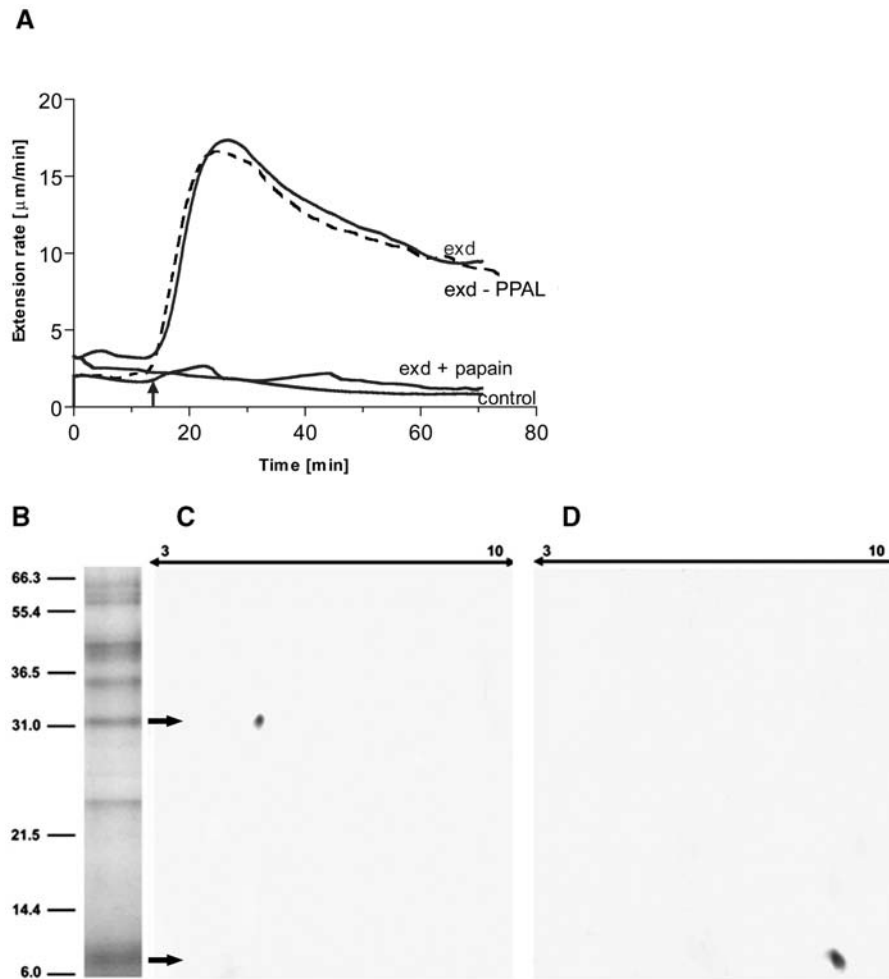 A
20
15
10
5
0
Extension rate [µm/min]
exd
exd - PPAL
exd + papain
control
0 20 40 60 80
Time [min]
B C D
3 10 3 10
66.3
55.4
36.5
31.0
21.5
14.4
6.0